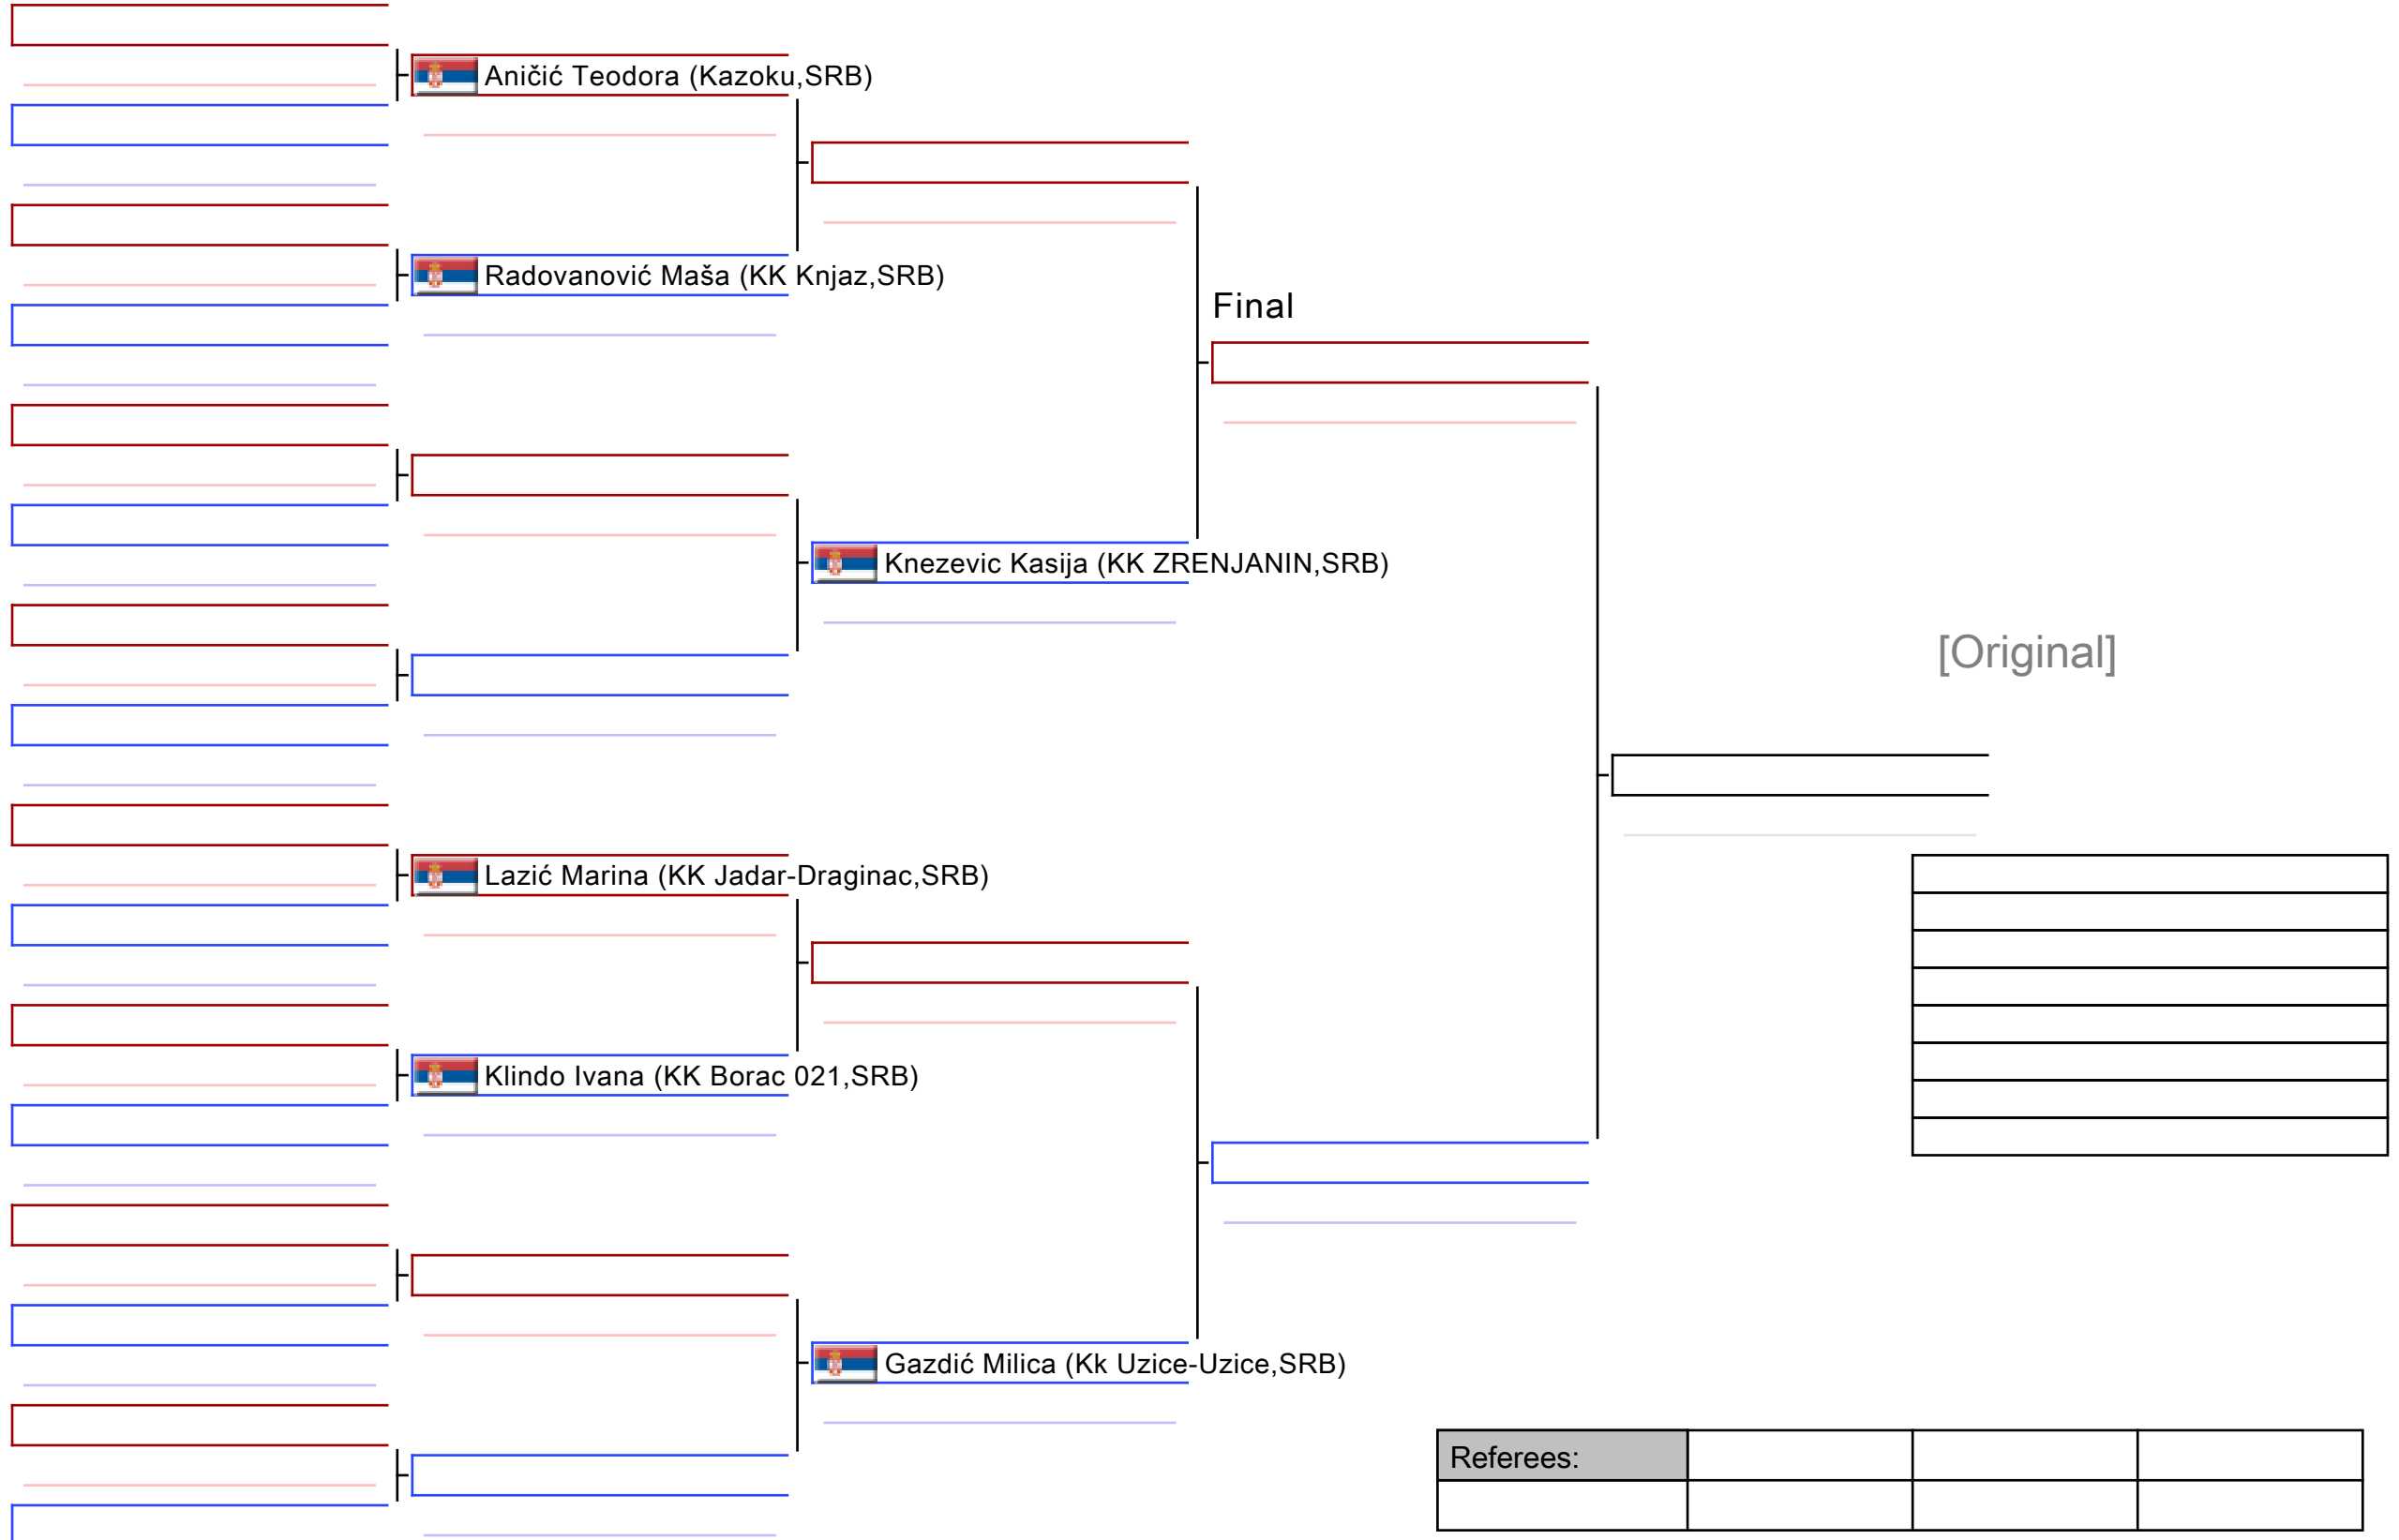 Aničić Teodora (Kazoku,SRB)
Radovanović Maša (KK Knjaz,SRB)
Final
Knezevic Kasija (KK ZRENJANIN,SRB)
[Original]
Lazić Marina (KK Jadar-Draginac,SRB)
Klindo Ivana (KK Borac 021,SRB)
Gazdić Milica (Kk Uzice-Uzice,SRB)
Referees: